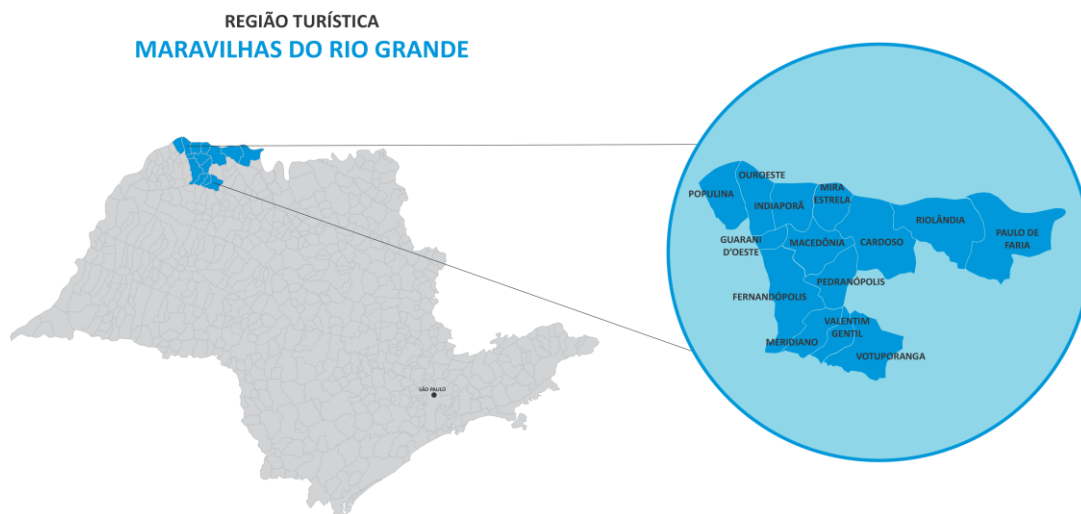 REGIÃO TURÍSTICA
MARAVILHAS DO RIO GRANDE
OUROESTE
POPULINA
MIRA
ESTRELA
INDIAPORÃ
RIOLÂNDIA
PAULO DE
FARIA
GUARANI
D'OESTE
MACEDÔNIA
CARDOSO
PEDRANÓPOLIS
FERNANDÓPOLIS
VALENTIM
GENTIL
MERIDIANO
VOTUPORANGA
SÃO PAULO